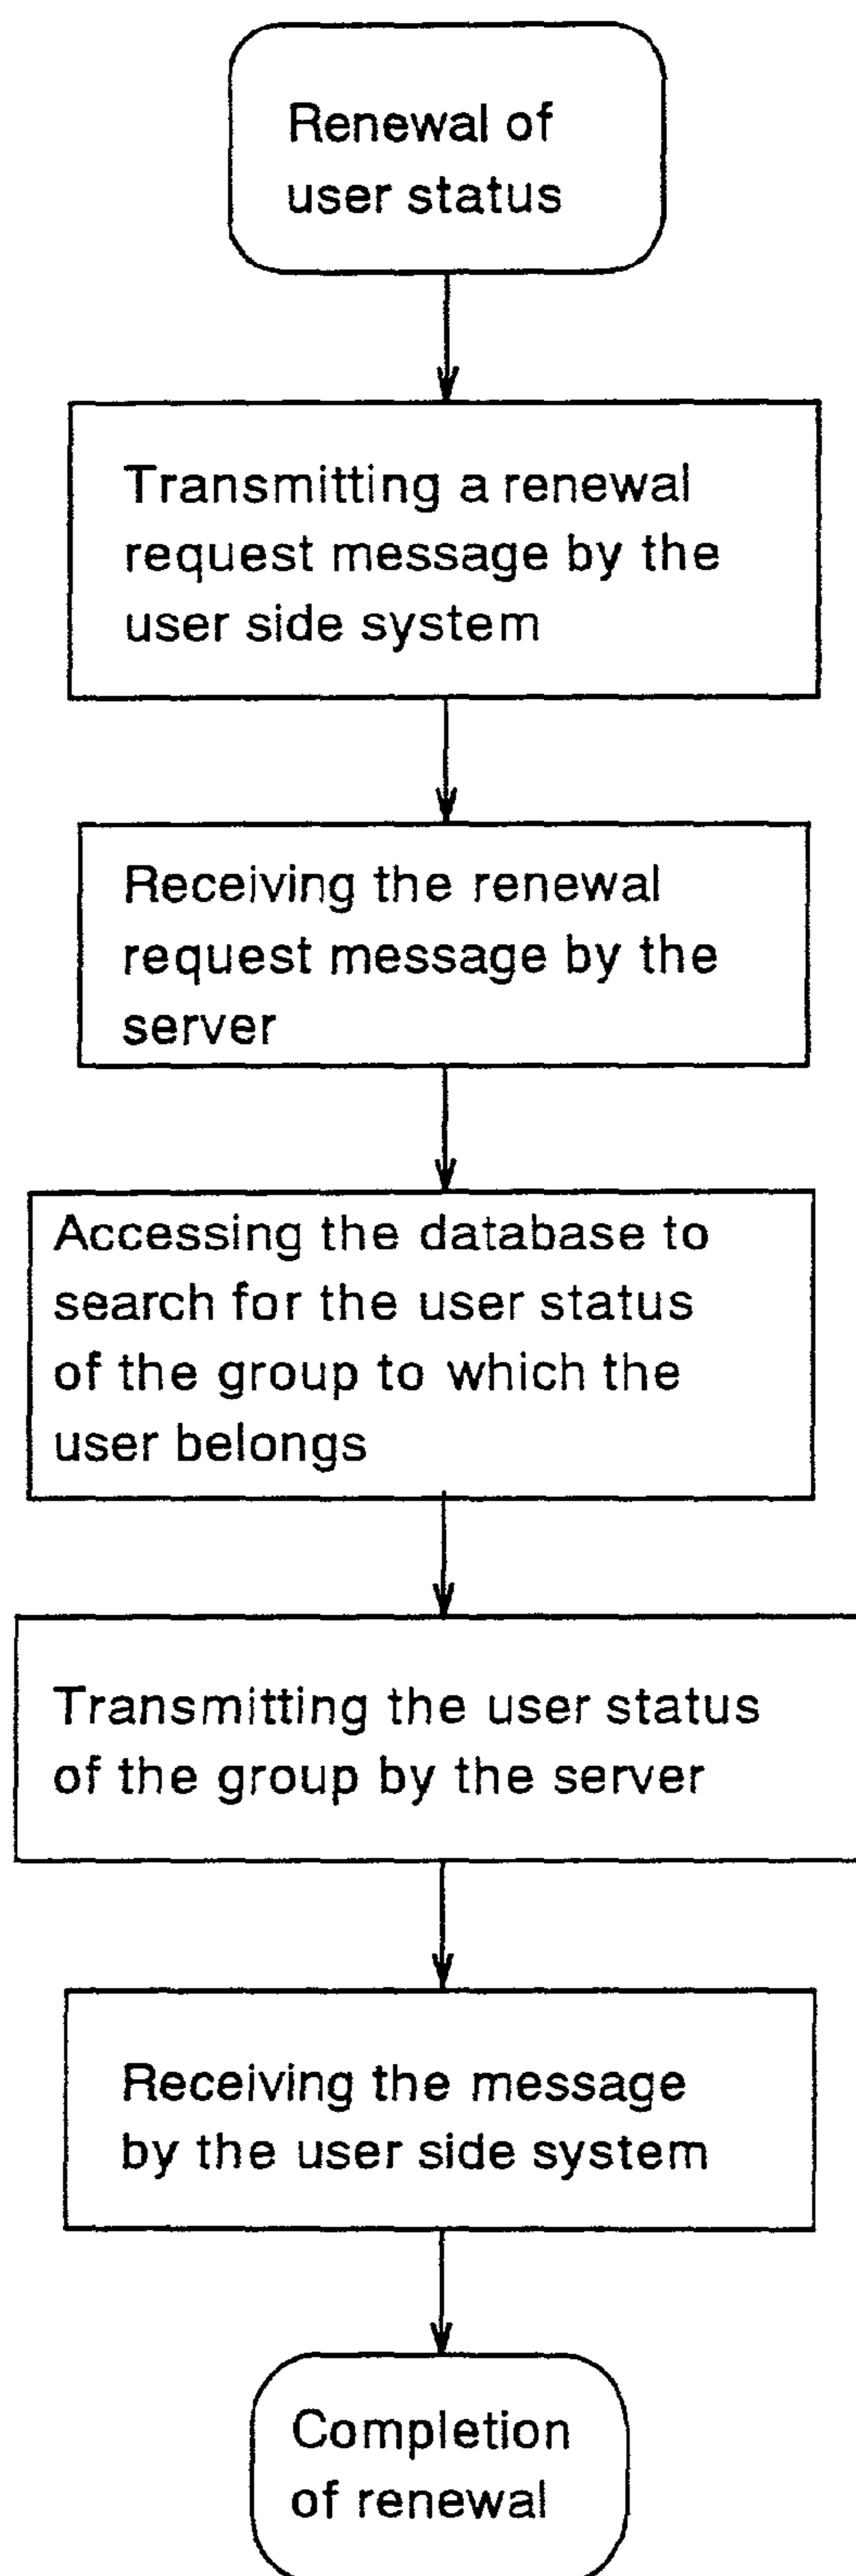 Renewal of
user status
Transmitting a renewal
request message by the
user side system
Receiving the renewal
request message by the
server
Accessing the database to
search for the user status
of the group to which the
user belongs
Transmitting the user status
of the group by the server
Receiving the message
by the user side system
Completion
of renewal